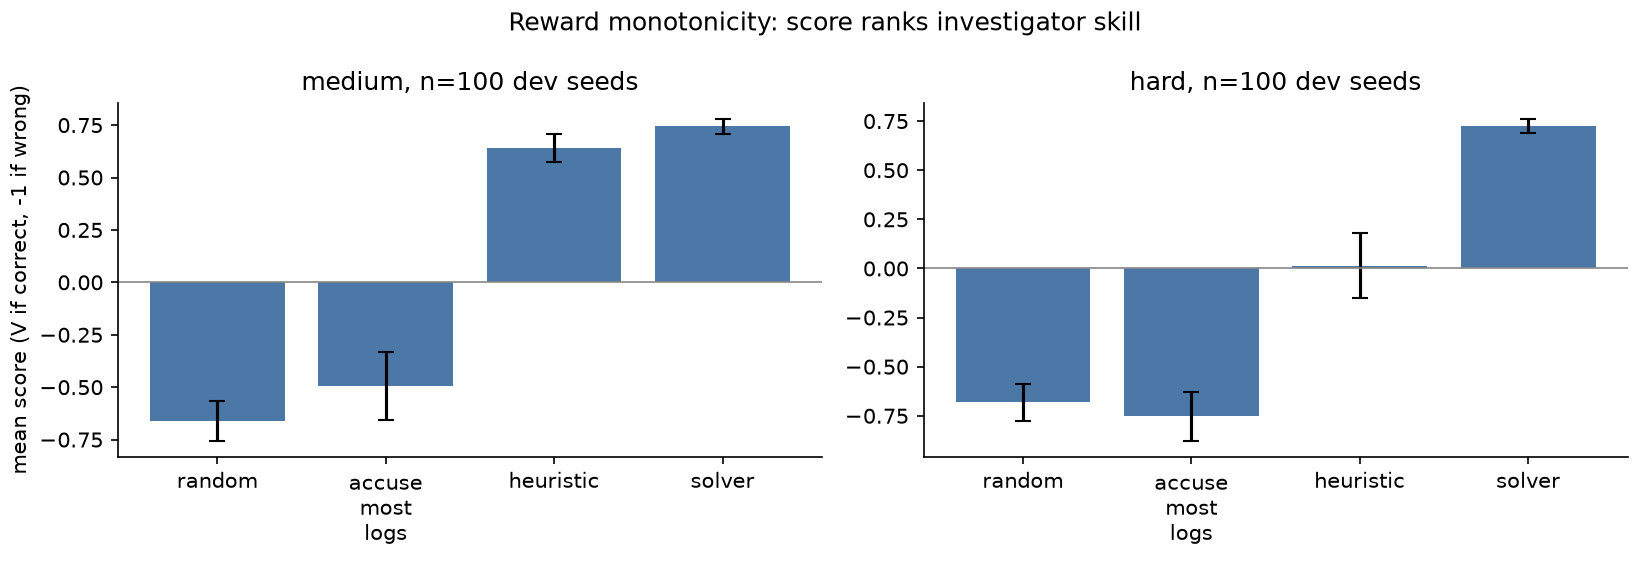 Reward monotonicity: score ranks investigator skill
medium, n=100 dev seeds
mean score (V if correct, -1 if wrong)
0.75
0.50
0.25
0.00
−0.25
−0.50
−0.75
random
accuse
most
logs
heuristic
solver
hard, n=100 dev seeds
0.75
0.50
0.25
0.00
−0.25
−0.50
−0.75
random
accuse
most
logs
heuristic
solver